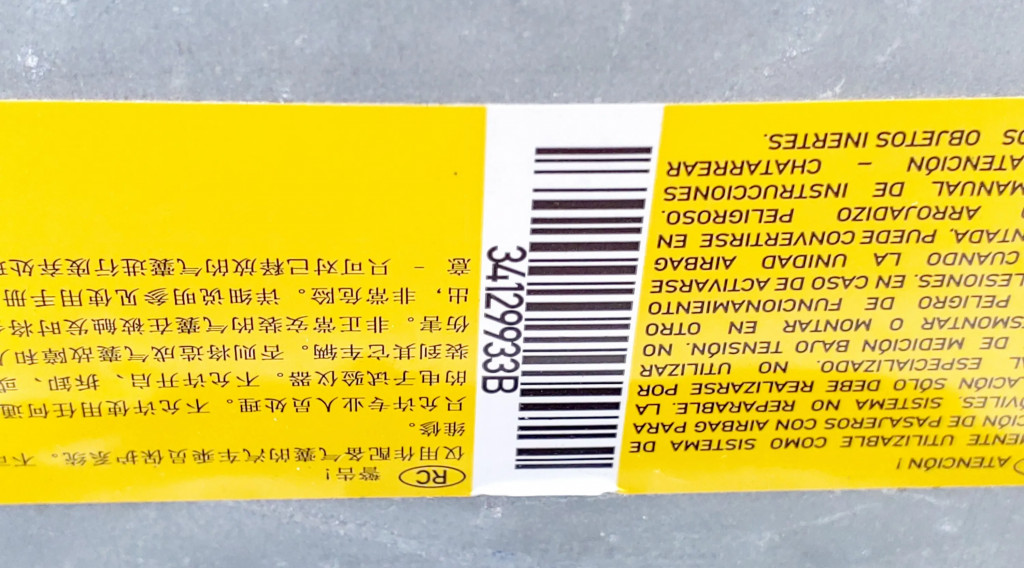 ATENCIÓN !
MENTE UTILIZABLE COMO SISTEMA DE
CIÓN DE PASAJEROS CON AIRBAG PARA
ÓVILES. SISTEMA NO REPARABLE. LA
LACIÓN SÓLO DEBE REALIZARSE POR
AL ESPECIALIZADO. NO UTILIZAR
DE MEDICIÓN BAJO TENSIÓN. NO
SMONTAR O MONTAR EN OTRO
PELIGRO DE FUNCIONAMIENTO
LESIONES. EN CASO DE ACTIVARSE
CUANDO LA UNIDAD AIRBAG
NTADA, PUEDE CONVERTIRSE EN
O ARROJADIZO PELIGROSO.
MANUAL DE INSTRUCCIONES
ATENCIÓN – CHATARREAR
OS OBJETOS INERTES.
34129933B
RC 警告!
仅用作配备气囊的汽车乘员保护系统。不可
维修。
只允许专业人员处理。不允许使用任何通
的电子试验仪器。不允许开启、拆卸、或
装到其它车辆。否则将造成气囊故障和人
伤害。非正常安装的气囊在被触发时将
出,非常危险。详细说明参见使用手册
意 - 只可对已释放的气囊进行废弃处理